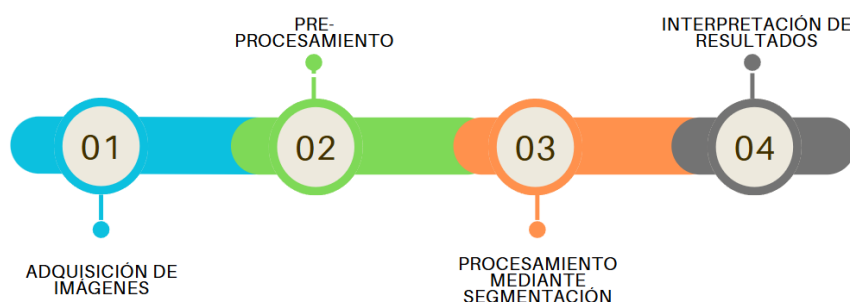 PRE-
PROCESAMIENTO
INTERPRETACIÓN DE
RESULTADOS
01
02
03
04
ADQUISICIÓN DE
IMÁGENES
PROCESAMIENTO
MEDIANTE
SEGMENTACIÓN